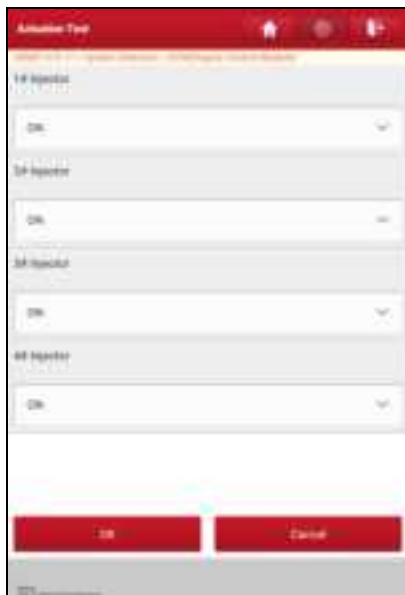 Actuation Test
1# Injector
ON
2# Injector
ON
3# Injector
ON
4# Injector
ON
OK
Cancel